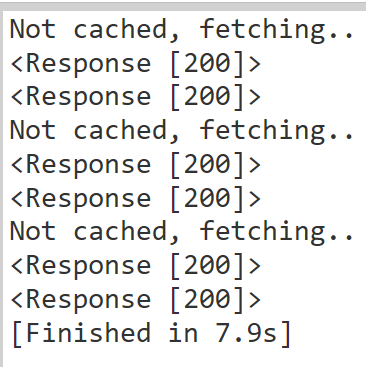 Not cached, fetching..
<Response [200]>
<Response [200]>
Not cached, fetching..
<Response [200]>
<Response [200]>
Not cached, fetching..
<Response [200]>
<Response [200]>
[Finished in 7.9s]